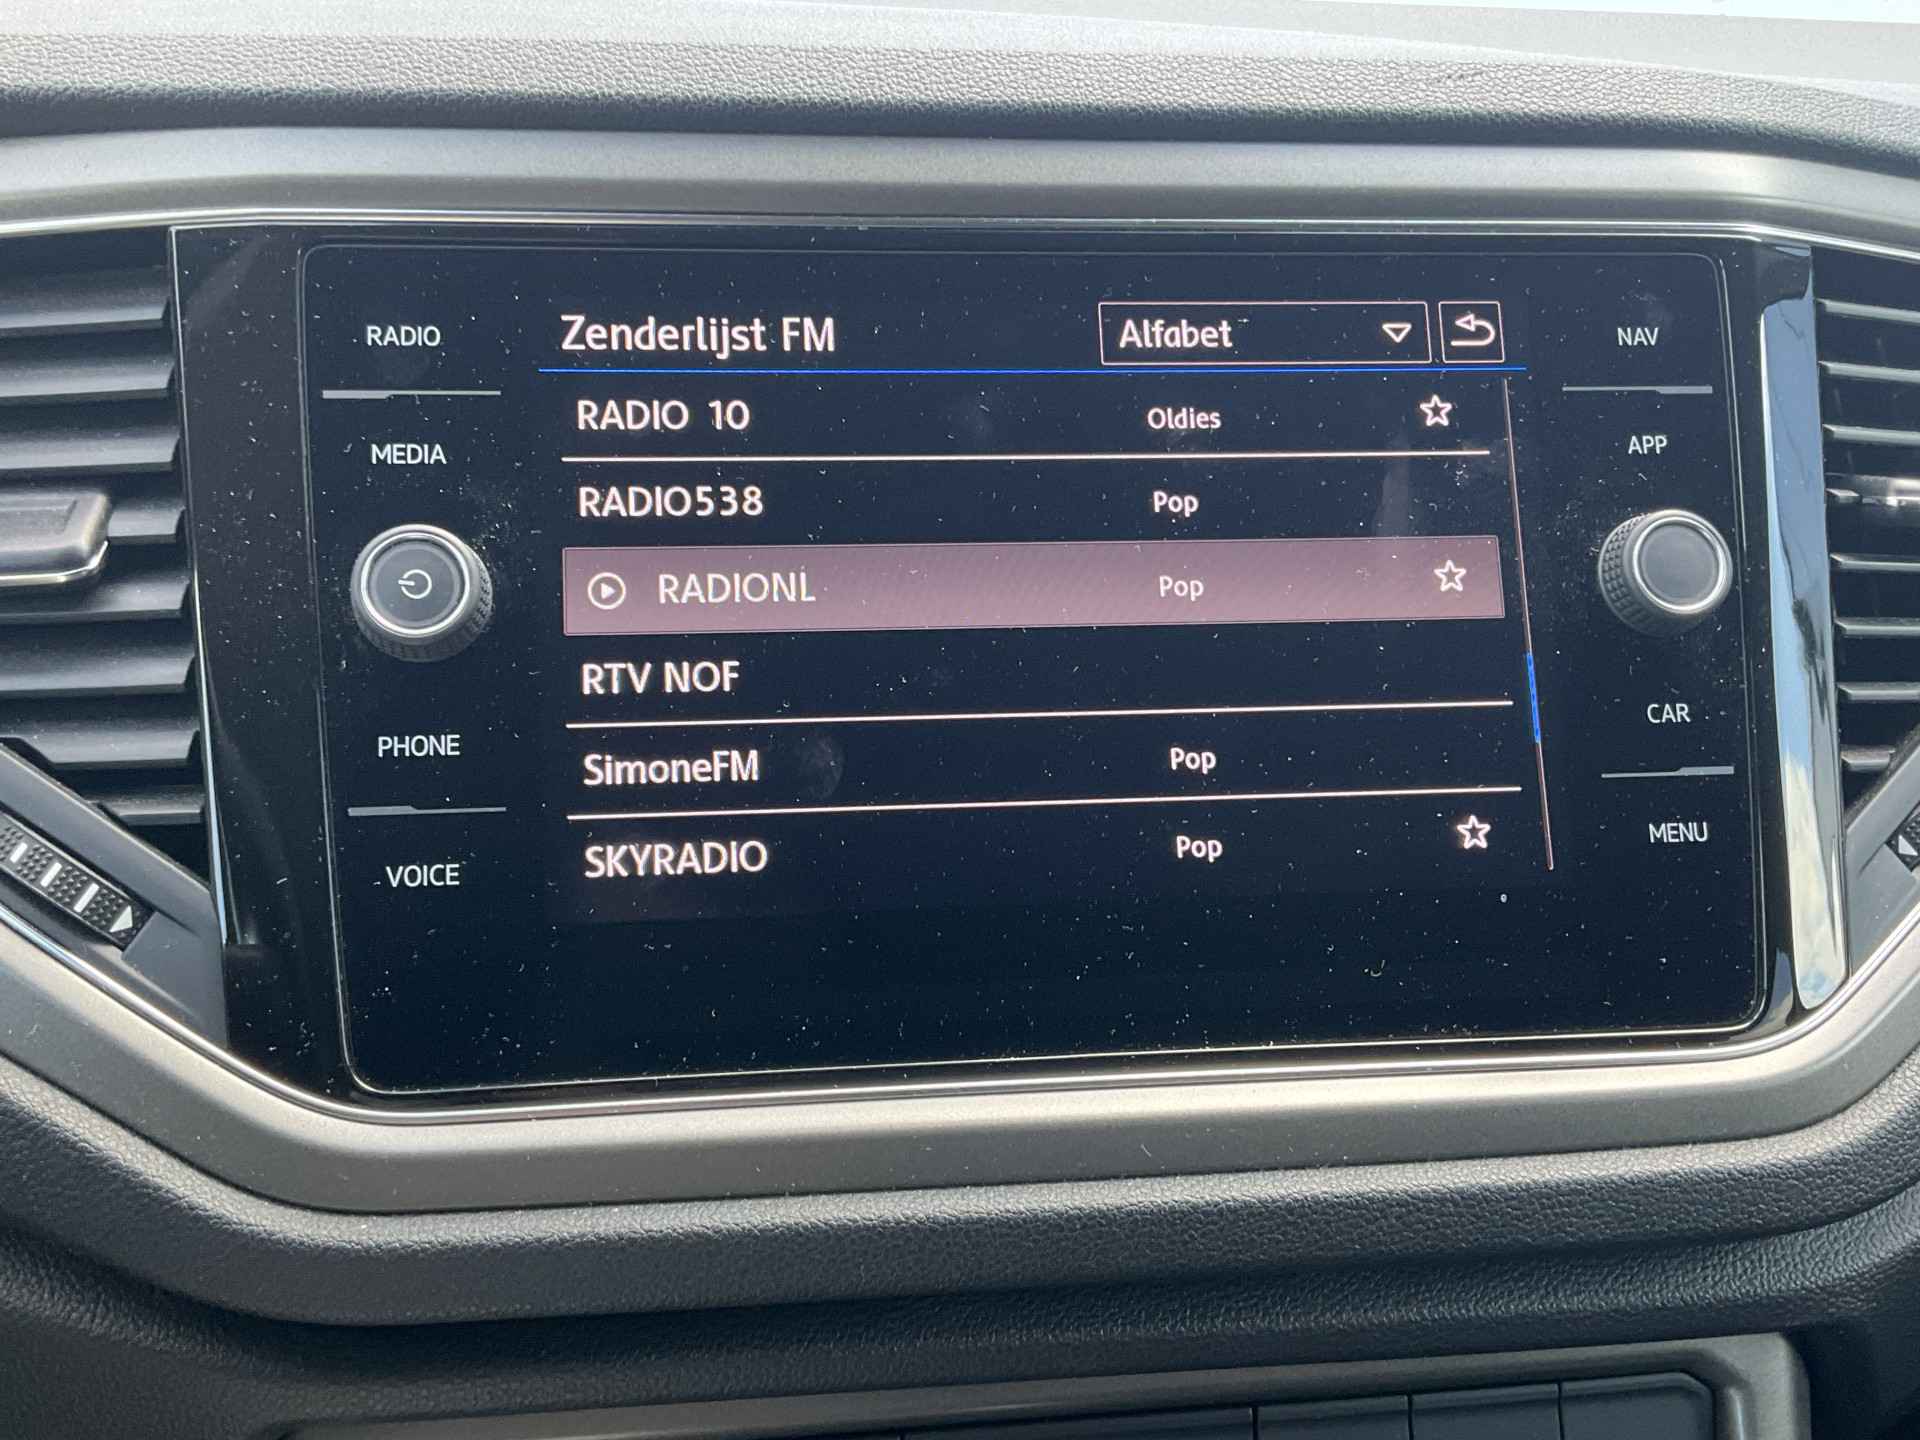 RADIO
Zenderlijst FM
Alfabet
NAV
MEDIA
RADIO 10 Oldies
APP
RADIO538 Pop
RADIONL Pop
RTV NOF
PHONE
SimoneFM Pop
CAR
VOICE
SKYRADIO Pop
MENU